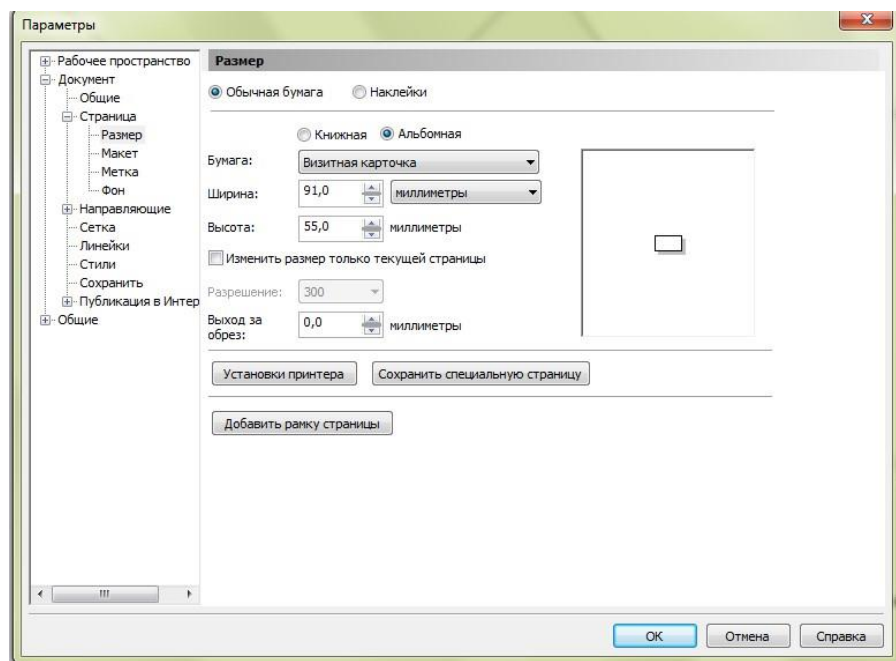 Параметры
Рабочее пространство
Документ
Общие
Страница
Размер
Макет
Метка
Фон
Направляющие
Сетка
Линейки
Стили
Сохранить
Публикация в Интер
Общие
Размер
Обычная бумага Наклейки
Книжная Альбомная
Бумага: Визитная карточка
Ширина: 91,0 миллиметры
Высота: 55,0 миллиметры
Изменить размер только текущей страницы
Разрешение: 300
Выход за
обрез: 0,0 миллиметры
Установки принтера Сохранить специальную страницу
Добавить рамку страницы
OK Отмена Справка